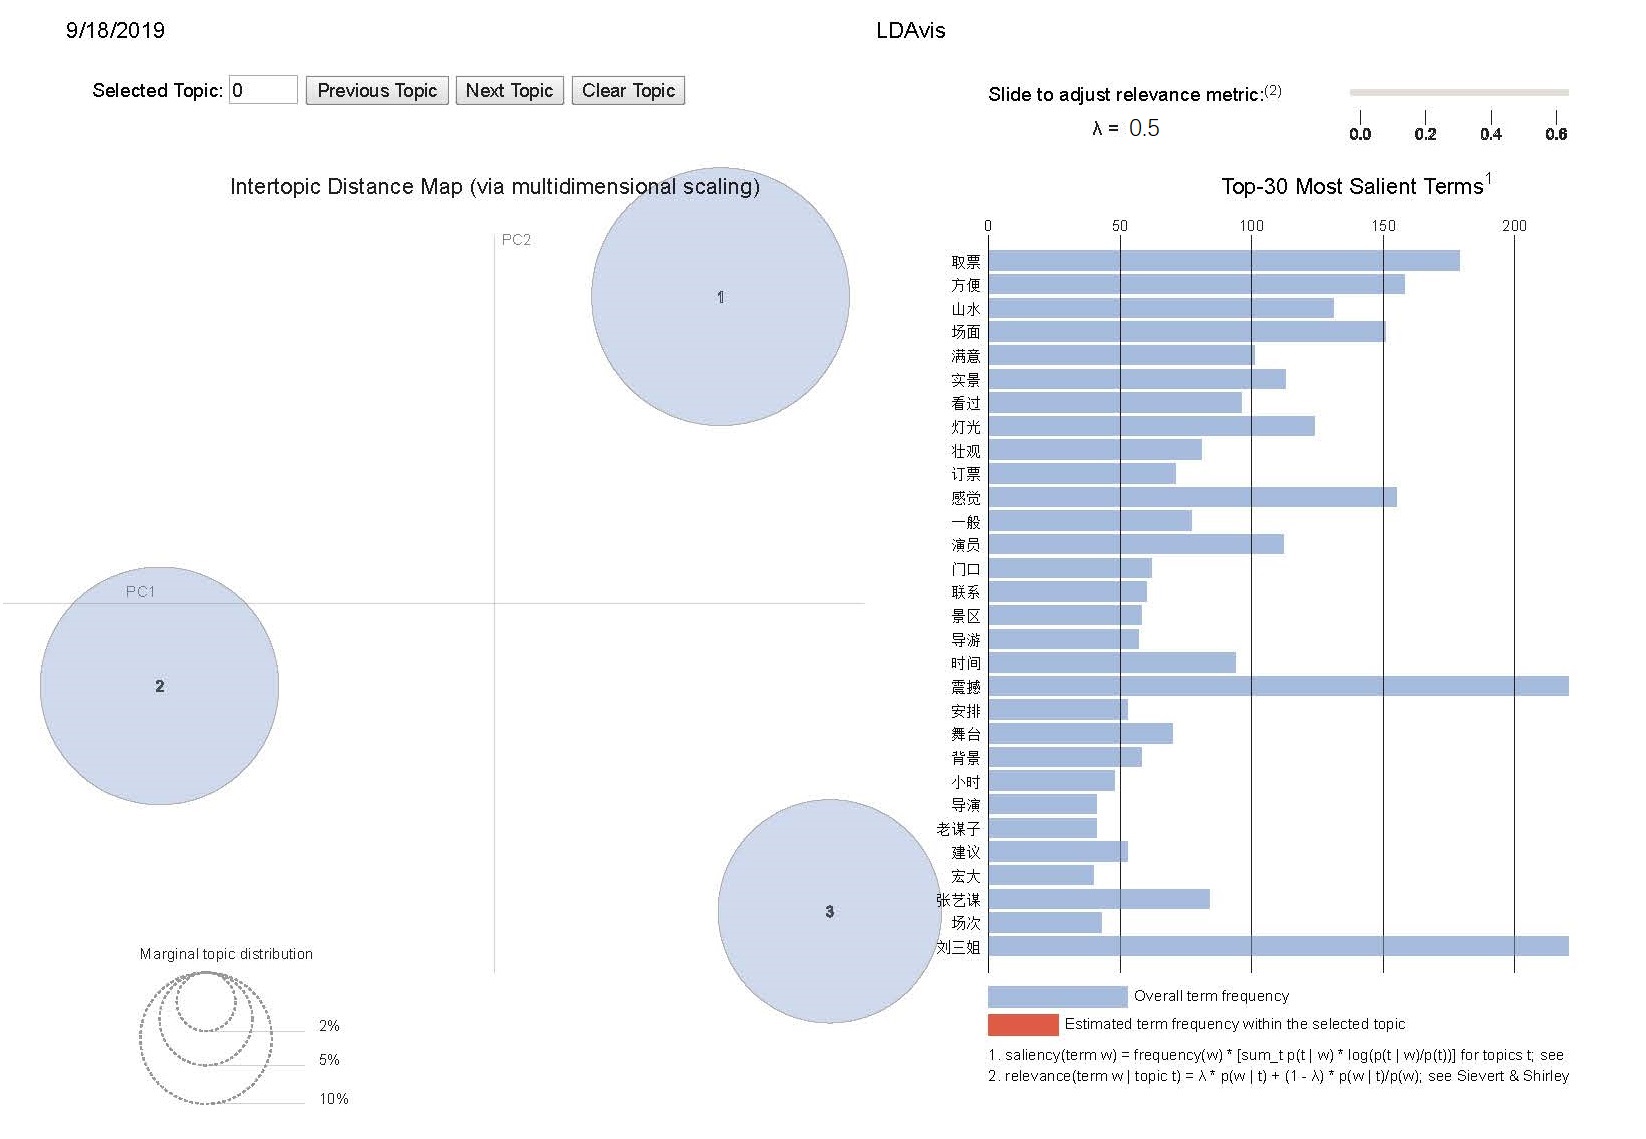 9/18/2019
LDAvis
Selected Topic: 0 Previous Topic Next Topic Clear Topic
Slide to adjust relevance metric:(2)
λ = 0.5
0.0 0.2 0.4 0.6
Intertopic Distance Map (via multidimensional scaling)
PC2
1
PC1
2
3
Marginal topic distribution
2%
5%
10%
Top-30 Most Salient Terms1
0 50 100 150 200
取票
方便
山水
场面
满意
实景
看过
灯光
壮观
订票
感觉
一般
演员
门口
联系
景区
导游
时间
震撼
安排
舞台
背景
小时
导演
老谋子
建议
宏大
张艺谋
场次
刘三姐
Overall term frequency
Estimated term frequency within the selected topic
1. saliency(term w) = frequency(w) * [sum_t p(t | w) * log(p(t | w)/p(t))] for topics t; see
2. relevance(term w | topic t) = λ * p(w | t) + (1 - λ) * p(w | t)/p(w); see Sievert & Shirley